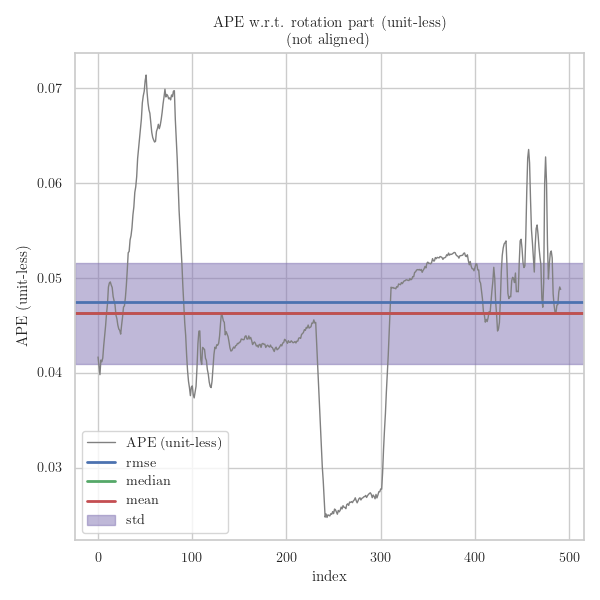 APE w.r.t. rotation part (unit-less)
(not aligned)
0.07
0.06
0.05
0.04
0.03
APE (unit-less)
APE (unit-less)
rmse
median
mean
std
0
100
200
300
400
500
index